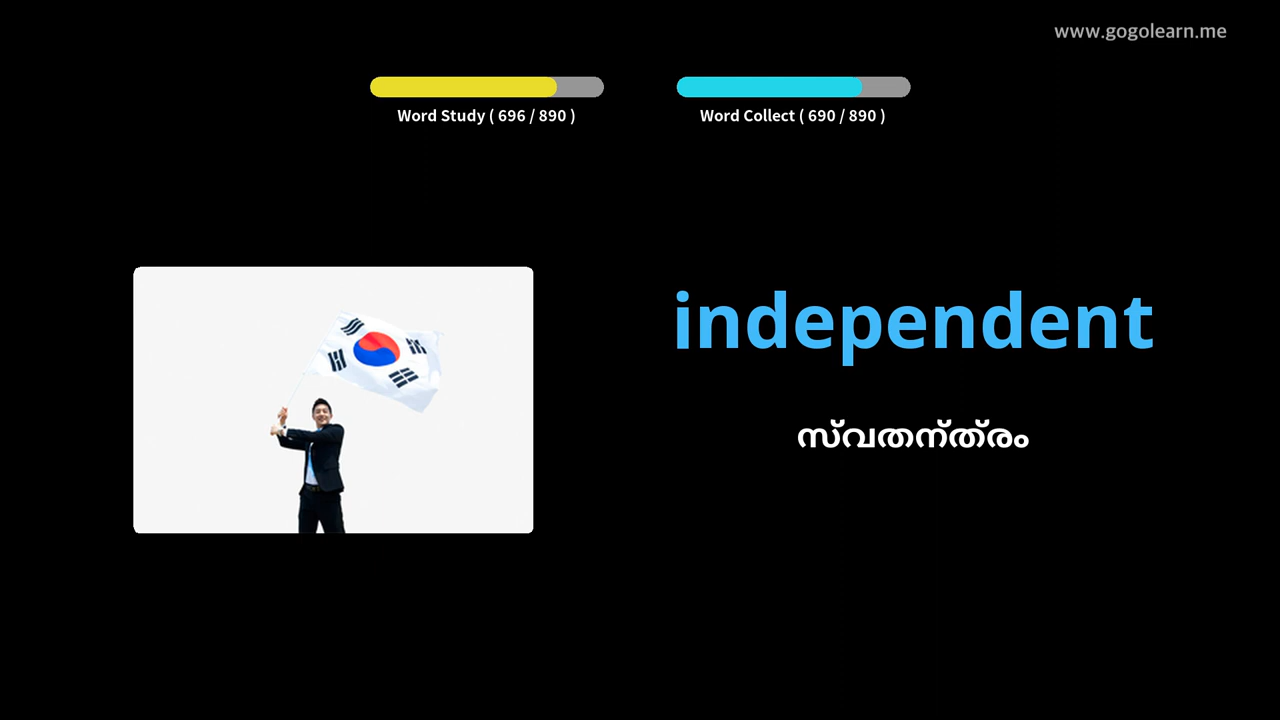 www.gogolearn.me
Word Study ( 696 / 890 )
Word Collect ( 690 / 890 )
independent
സ്വതന്ത്രം